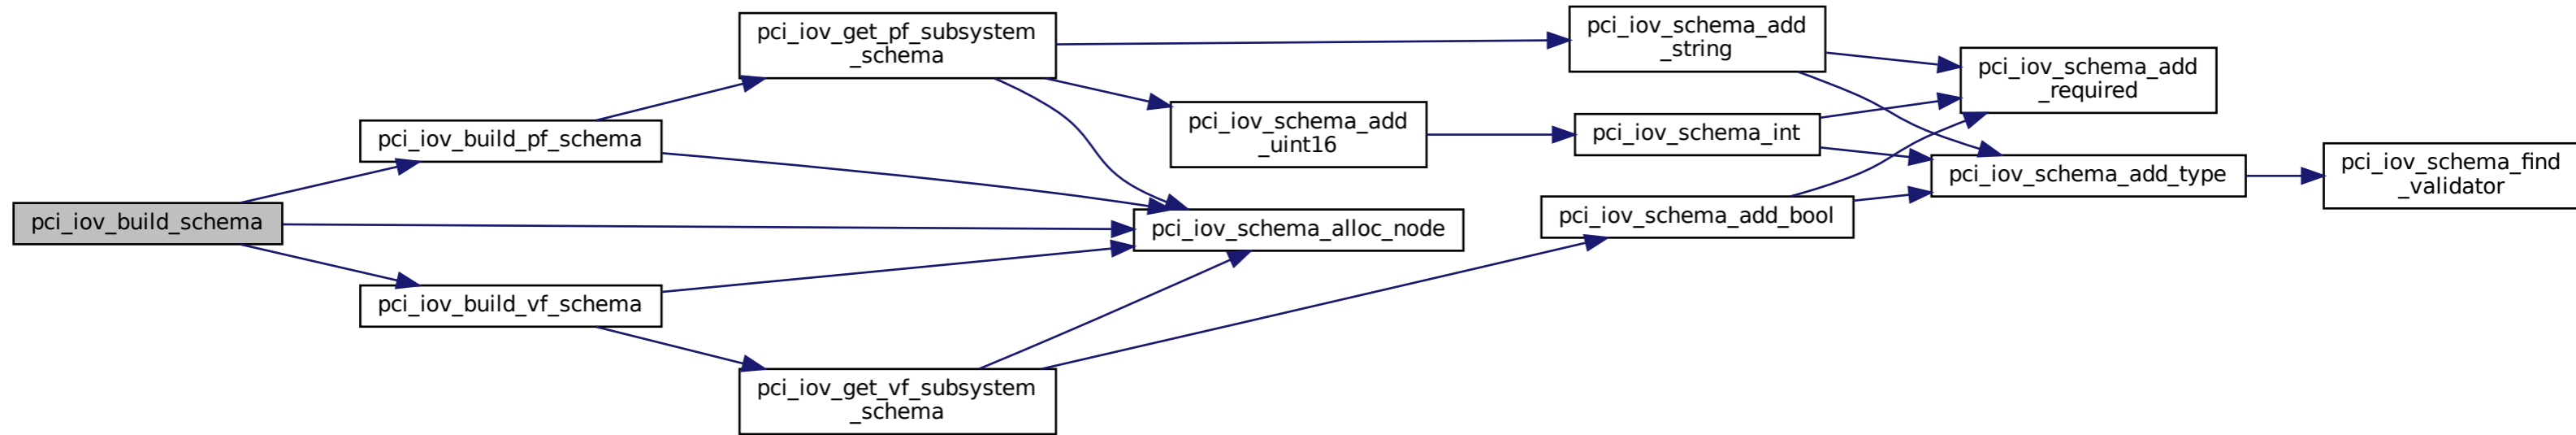 pci_iov_build_schema
pci_iov_build_pf_schema
pci_iov_build_vf_schema
pci_iov_get_pf_subsystem
_schema
pci_iov_get_vf_subsystem
_schema
pci_iov_schema_alloc_node
pci_iov_schema_add
_uint16
pci_iov_schema_add
_string
pci_iov_schema_int
pci_iov_schema_add_bool
pci_iov_schema_add
_required
pci_iov_schema_add_type
pci_iov_schema_find
_validator